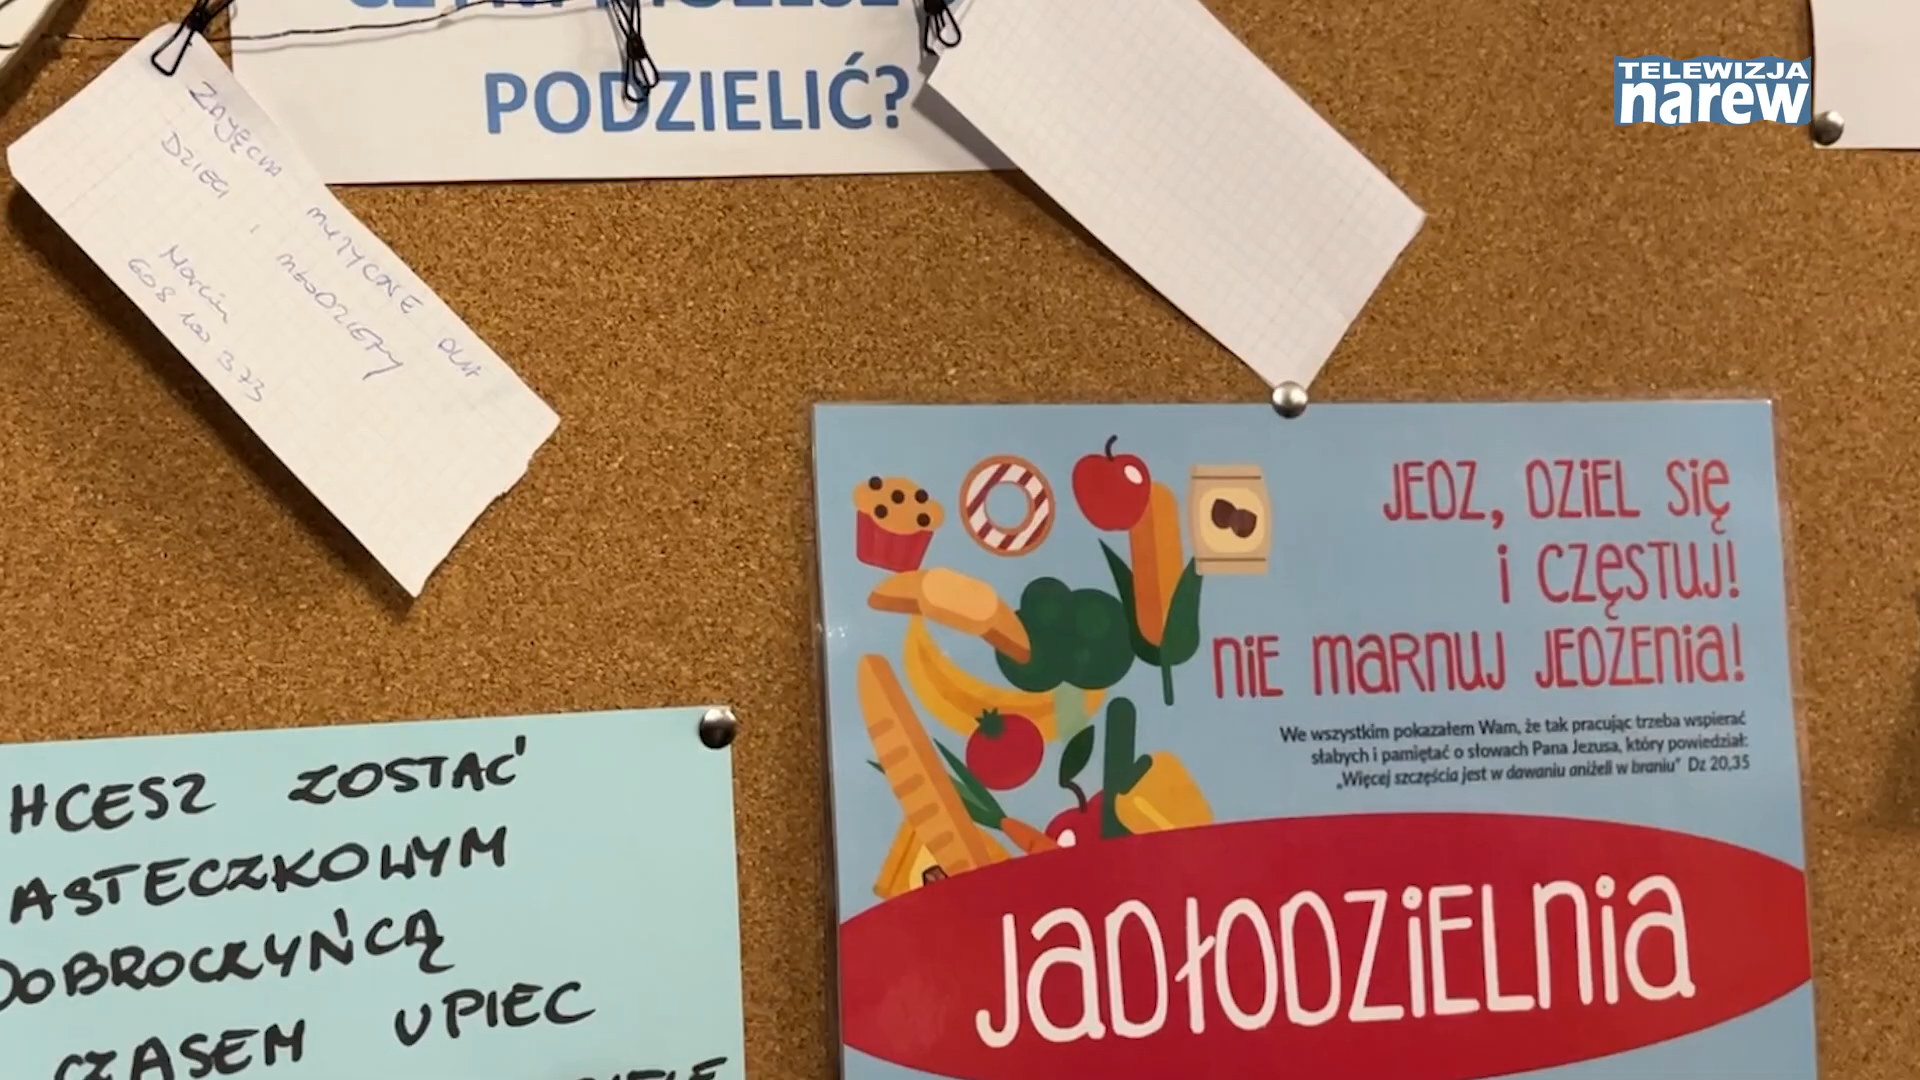 PODZIELIĆ?
TELEWIZJA
narew
ZAJĘCIA MUZYCZNE DLA
DZIECI i MŁODZIEŻY
Marcin
608 100 373
JEDZ, DZIEL SIĘ
I CZĘSTUJ!
NIE MARNUJ JEDZENIA!
We wszystkim pokazałem Wam, że tak pracując trzeba wspierać
słabych i pamiętać o słowach Pana Jezusa, który powiedział:
„Więcej szczęścia jest w dawaniu aniżeli w braniu” Dz 20,35
JADŁODZIELNIA
HCESZ ZOSTAĆ
ASTECZKOWYM
DOBROCZYŃCĄ
CZASEM UPIEC